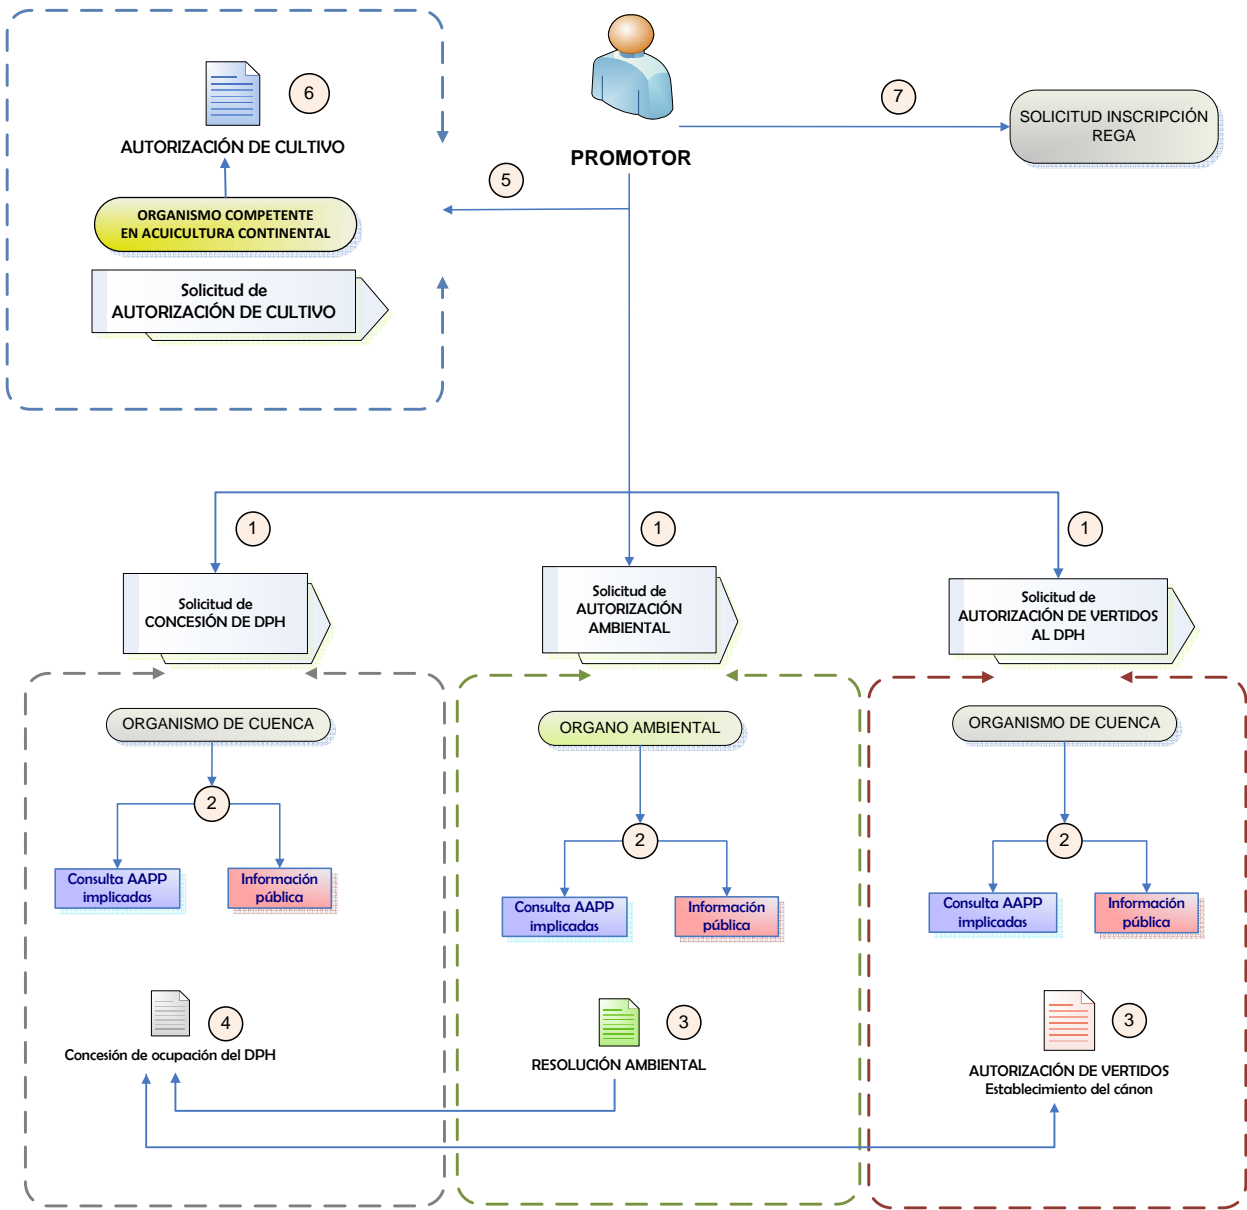 6
AUTORIZACIÓN DE CULTIVO
ORGANISMO COMPETENTE
EN ACUICULTURA CONTINENTAL
Solicitud de
AUTORIZACIÓN DE CULTIVO
PROMOTOR
7
SOLICITUD INSCRIPCIÓN
REGA
5
1
1
1
Solicitud de
CONCESIÓN DE DPH
Solicitud de
AUTORIZACIÓN
AMBIENTAL
Solicitud de
AUTORIZACIÓN DE VERTIDOS
AL DPH
ORGANISMO DE CUENCA
2
Consulta AAPP
implicadas
Información
pública
4
Concesión de ocupación del DPH
ORGANO AMBIENTAL
2
Consulta AAPP
implicadas
Información
pública
3
RESOLUCIÓN AMBIENTAL
ORGANISMO DE CUENCA
2
Consulta AAPP
implicadas
Información
pública
3
AUTORIZACIÓN DE VERTIDOS
Establecimiento del cánon